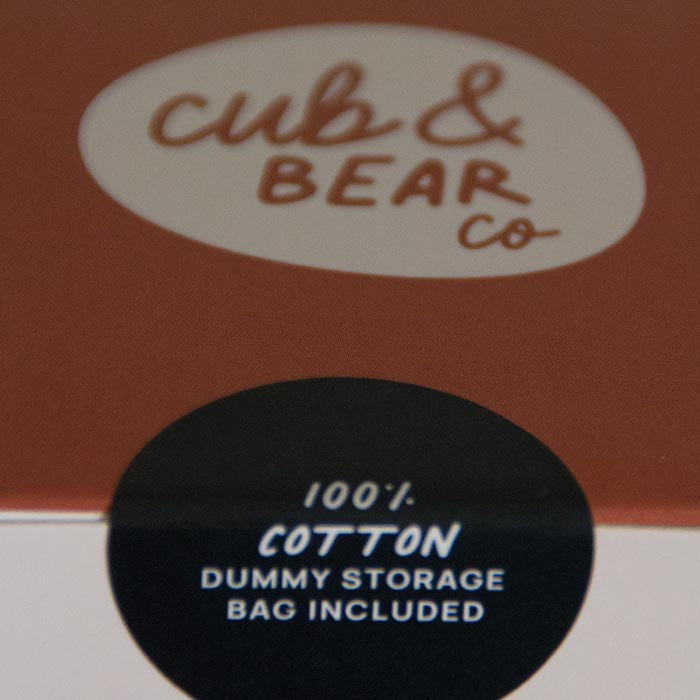 cub &
BEAR
co
100%
COTTON
DUMMY STORAGE
BAG INCLUDED